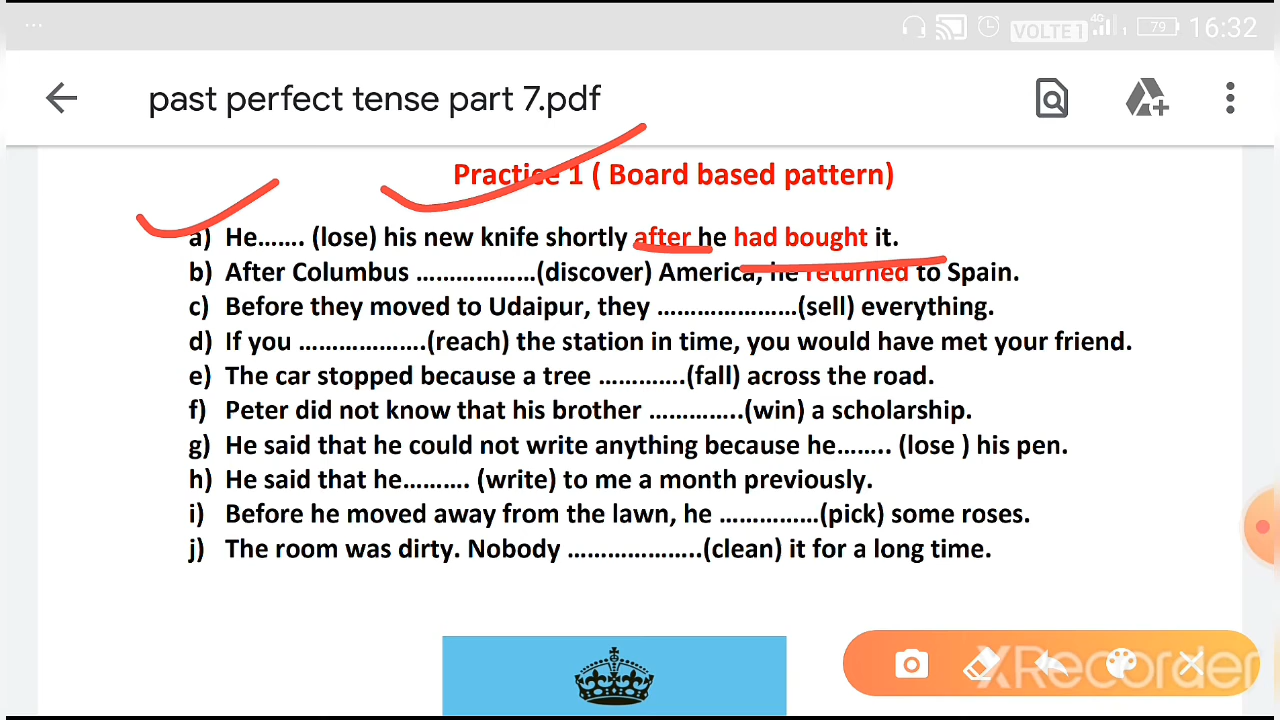 ... VOLTE 1 4G 1 79 16:32
past perfect tense part 7.pdf
Practice 1 ( Board based pattern)
a) He....... (lose) his new knife shortly after he had bought it.
b) After Columbus ..................(discover) America, he returned to Spain.
c) Before they moved to Udaipur, they .....................(sell) everything.
d) If you ...................(reach) the station in time, you would have met your friend.
e) The car stopped because a tree .............(fall) across the road.
f) Peter did not know that his brother ..............(win) a scholarship.
g) He said that he could not write anything because he........ (lose ) his pen.
h) He said that he.......... (write) to me a month previously.
i) Before he moved away from the lawn, he ...............(pick) some roses.
j) The room was dirty. Nobody ....................(clean) it for a long time.
XRecorder